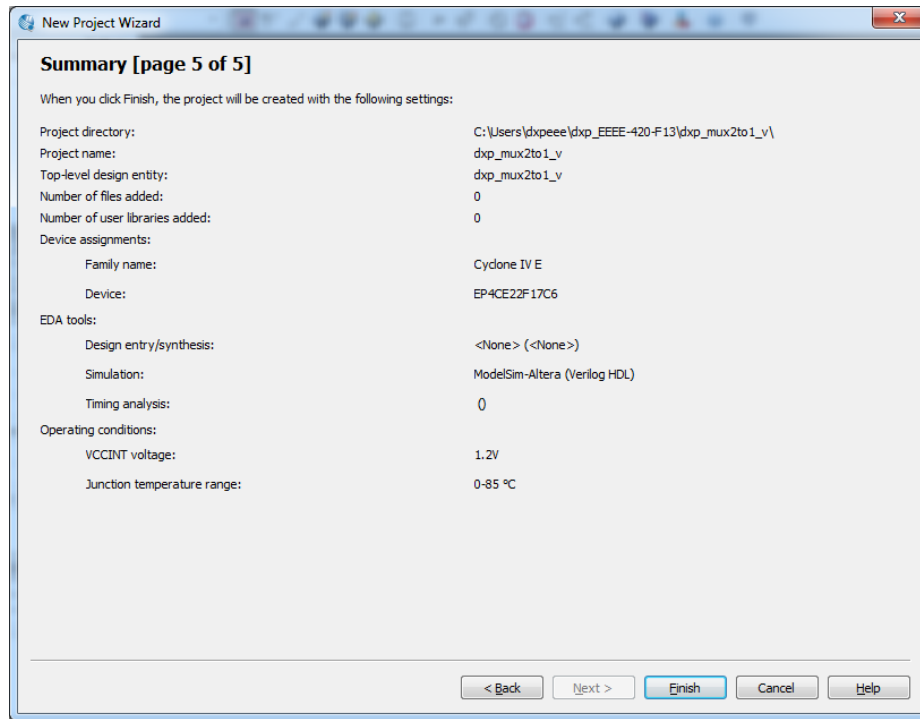 New Project Wizard
Summary [page 5 of 5]
When you click Finish, the project will be created with the following settings:
Project directory: C:\Users\dxpeee\dxp_EEEE-420-F13\dxp_mux2to1_v\
Project name: dxp_mux2to1_v
Top-level design entity: dxp_mux2to1_v
Number of files added: 0
Number of user libraries added: 0
Device assignments:
Family name: Cyclone IV E
Device: EP4CE22F17C6
EDA tools:
Design entry/synthesis: <None> (<None>)
Simulation: ModelSim-Altera (Verilog HDL)
Timing analysis: ()
Operating conditions:
VCCINT voltage: 1.2V
Junction temperature range: 0-85 ºC
< Back Next > Finish Cancel Help